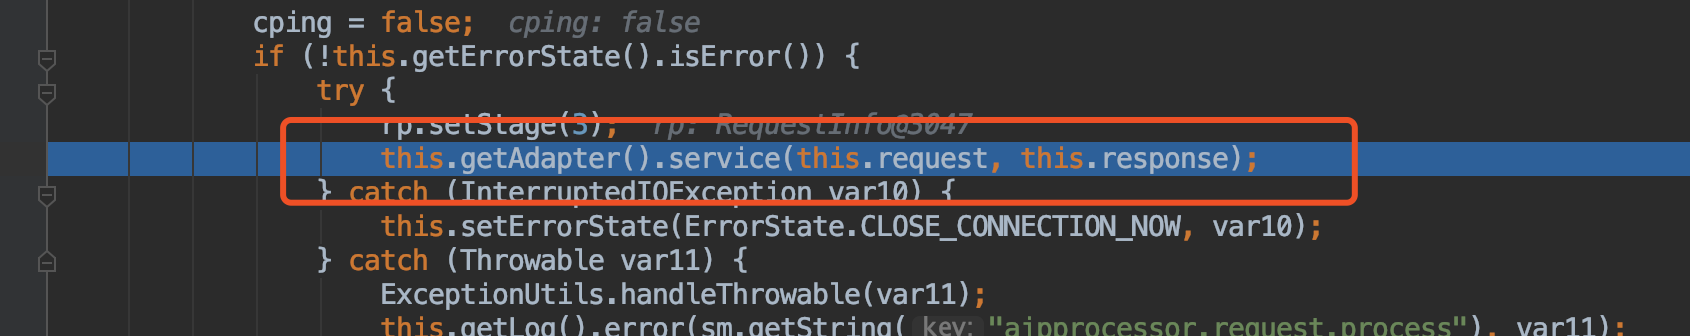 cping = false;  cping: false
if (!this.getErrorState().isError()) {
try {
rp.setStage(3);  rp: RequestInfo@3047
this.getAdapter().service(this.request, this.response);
} catch (InterruptedIOException var10) {
this.setErrorState(ErrorState.CLOSE_CONNECTION_NOW, var10);
} catch (Throwable var11) {
ExceptionUtils.handleThrowable(var11);
this.getLog().error(sm.getString( key: "ajpprocessor.request.process"), var11);